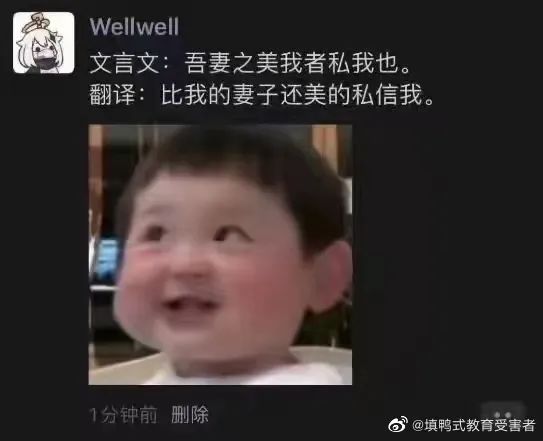 Wellwell
文言文：吾妻之美我者私我也。
翻译：比我的妻子还美的私信我。
1分钟前 删除
@填鸭式教育受害者